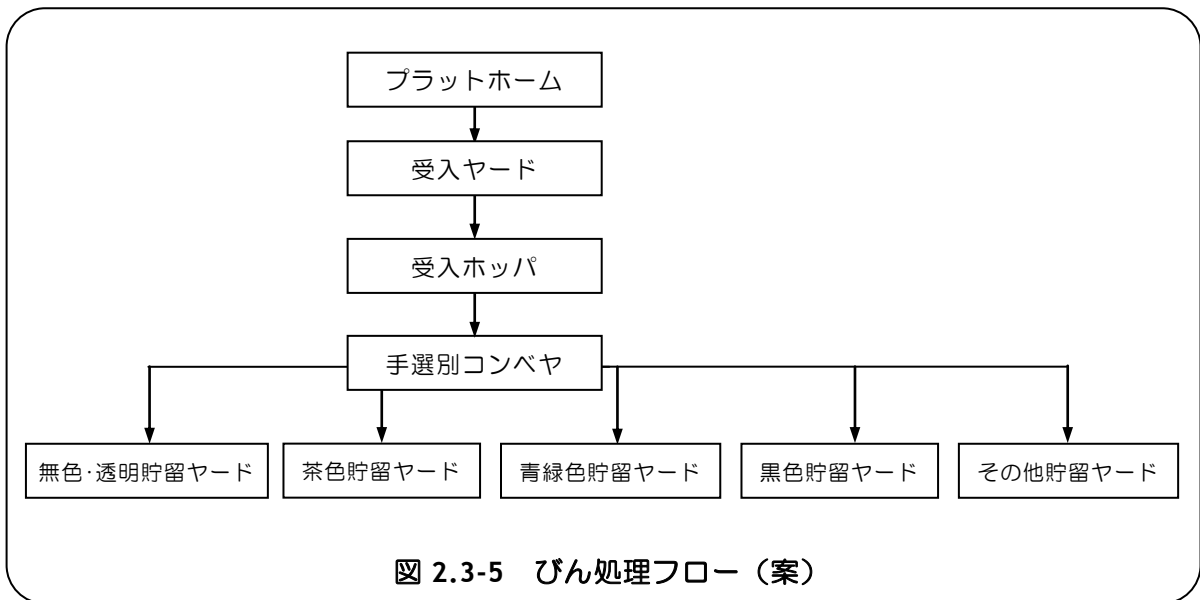 プラットホーム
受入ヤード
受入ホッパ
手選別コンベヤ
無色･透明貯留ヤード
茶色貯留ヤード
青緑色貯留ヤード
黒色貯留ヤード
その他貯留ヤード
図 2.3-5　びん処理フロー（案）